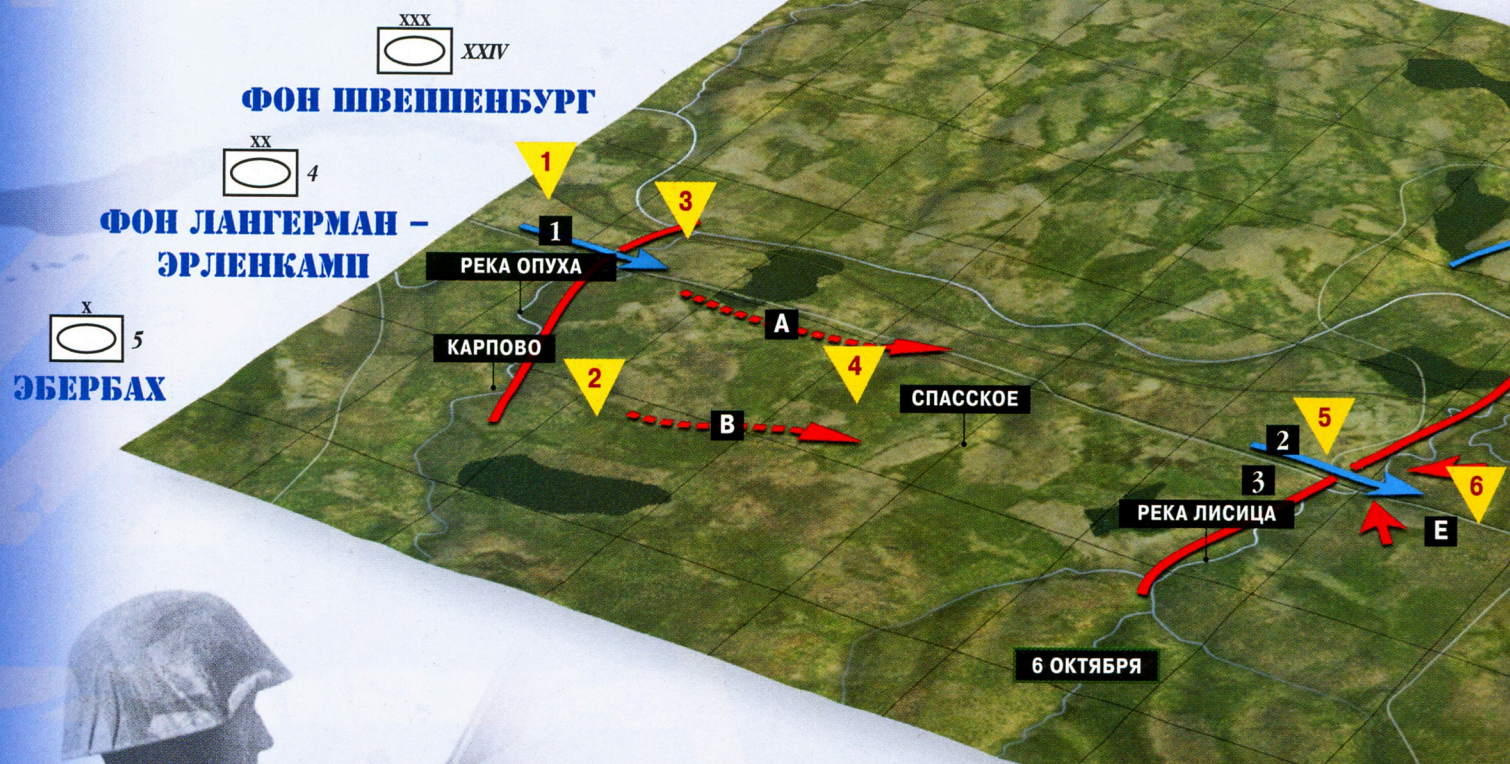 XXX
XXIV
ФОН ШВЕППЕНБУРГ
XX
4
ФОН ЛАНГЕРМАН –
ЭРЛЕНКАМП
X
5
ЭБЕРБАХ
1
3
1
РЕКА ОПУХА
A
КАРПОВО
2
4
B
СПАССКОЕ
5
2
3
6
РЕКА ЛИСИЦА
E
6 ОКТЯБРЯ